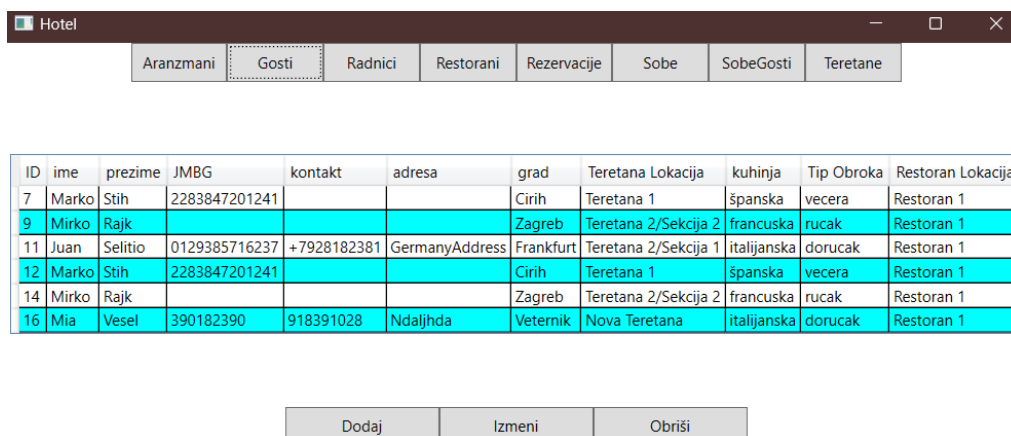 Hotel
Aranzmani Gosti Radnici Restorani Rezervacije Sobe SobeGosti Teretane
ID ime prezime JMBG kontakt adresa grad Teretana Lokacija kuhinja Tip Obroka Restoran Lokacija
7 Marko Stih 2283847201241 Cirih Teretana 1 španska vecera Restoran 1
9 Mirko Rajk Zagreb Teretana 2/Sekcija 2 francuska rucak Restoran 1
11 Juan Selitio 0129385716237 +7928182381 GermanyAddress Frankfurt Teretana 2/Sekcija 1 italijanska dorucak Restoran 1
12 Marko Stih 2283847201241 Cirih Teretana 1 španska vecera Restoran 1
14 Mirko Rajk Zagreb Teretana 2/Sekcija 2 francuska rucak Restoran 1
16 Mia Vesel 390182390 918391028 Ndaljhda Veternik Nova Teretana italijanska dorucak Restoran 1
Dodaj Izmeni Obriši